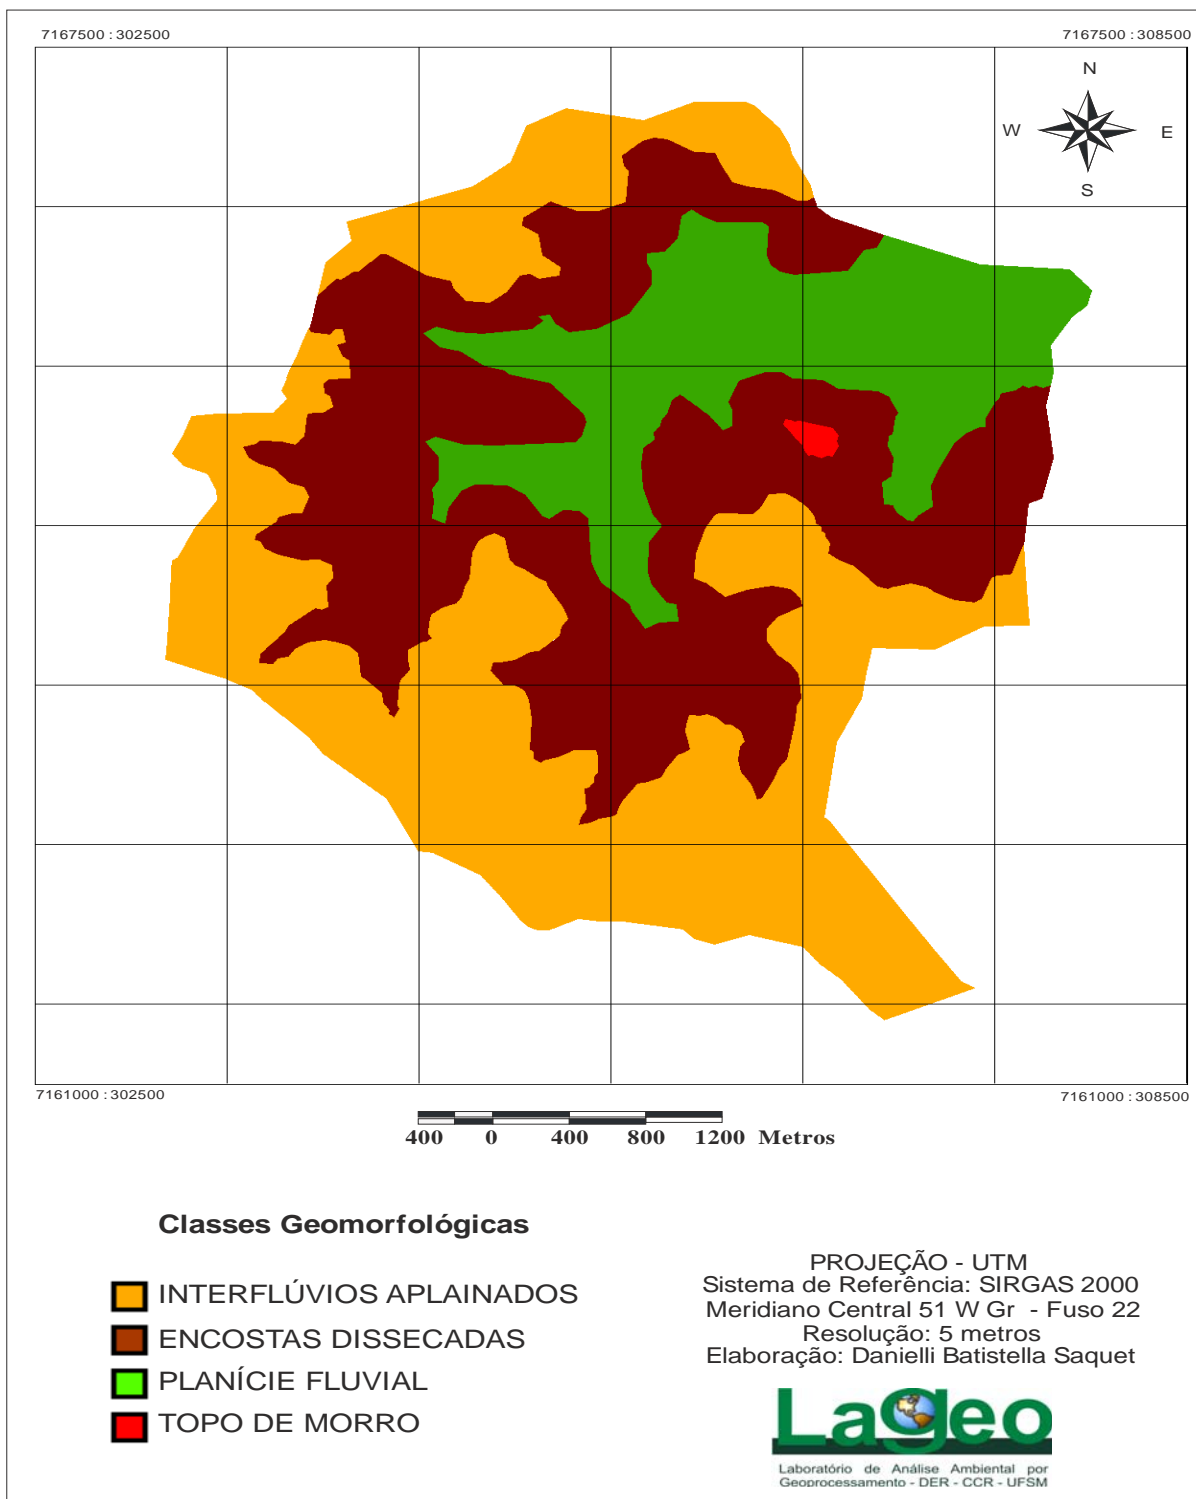 7167500 : 302500
7167500 : 308500
N
W
E
S
7161000 : 302500
7161000 : 308500
400 0 400 800 1200 Metros
Classes Geomorfológicas
INTERFLÚVIOS APLAINADOS
ENCOSTAS DISSECADAS
PLANÍCIE FLUVIAL
TOPO DE MORRO
PROJEÇÃO - UTM
Sistema de Referência: SIRGAS 2000
Meridiano Central 51 W Gr - Fuso 22
Resolução: 5 metros
Elaboração: Danielli Batistella Saquet
Lageo
Laboratório de Análise Ambiental por
Geoprocessamento - DER - CCR - UFSM